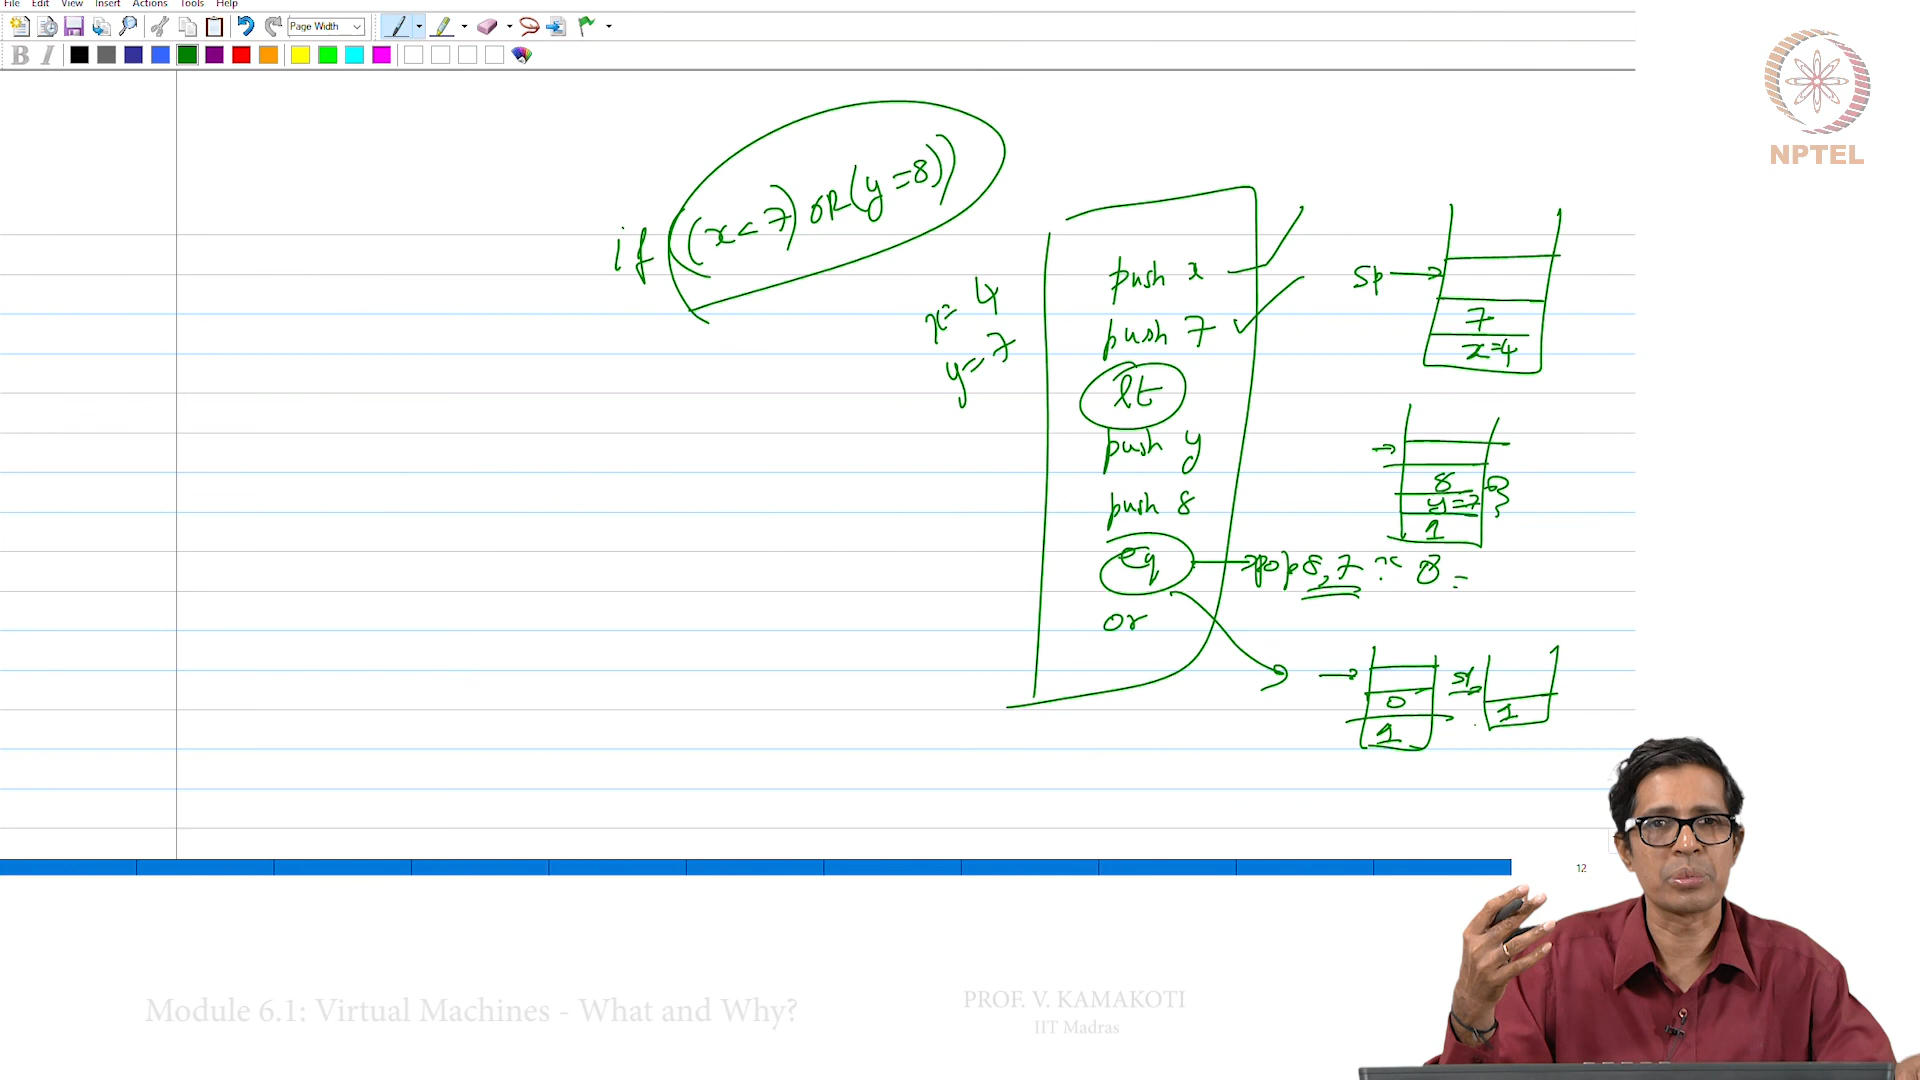 File Edit View Insert Actions Tools Help
Page Width
B I
NPTEL
if ((x<7) OR (y=8))
x= 4
y= 7
push x
push 7
lt
push y
push 8
eq
or
Sp
7
x=4
8
y=7
1
pop 8, 7
0
1
sp
1
12
Module 6.1: Virtual Machines - What and Why?
PROF. V. KAMAKOTI
IIT Madras